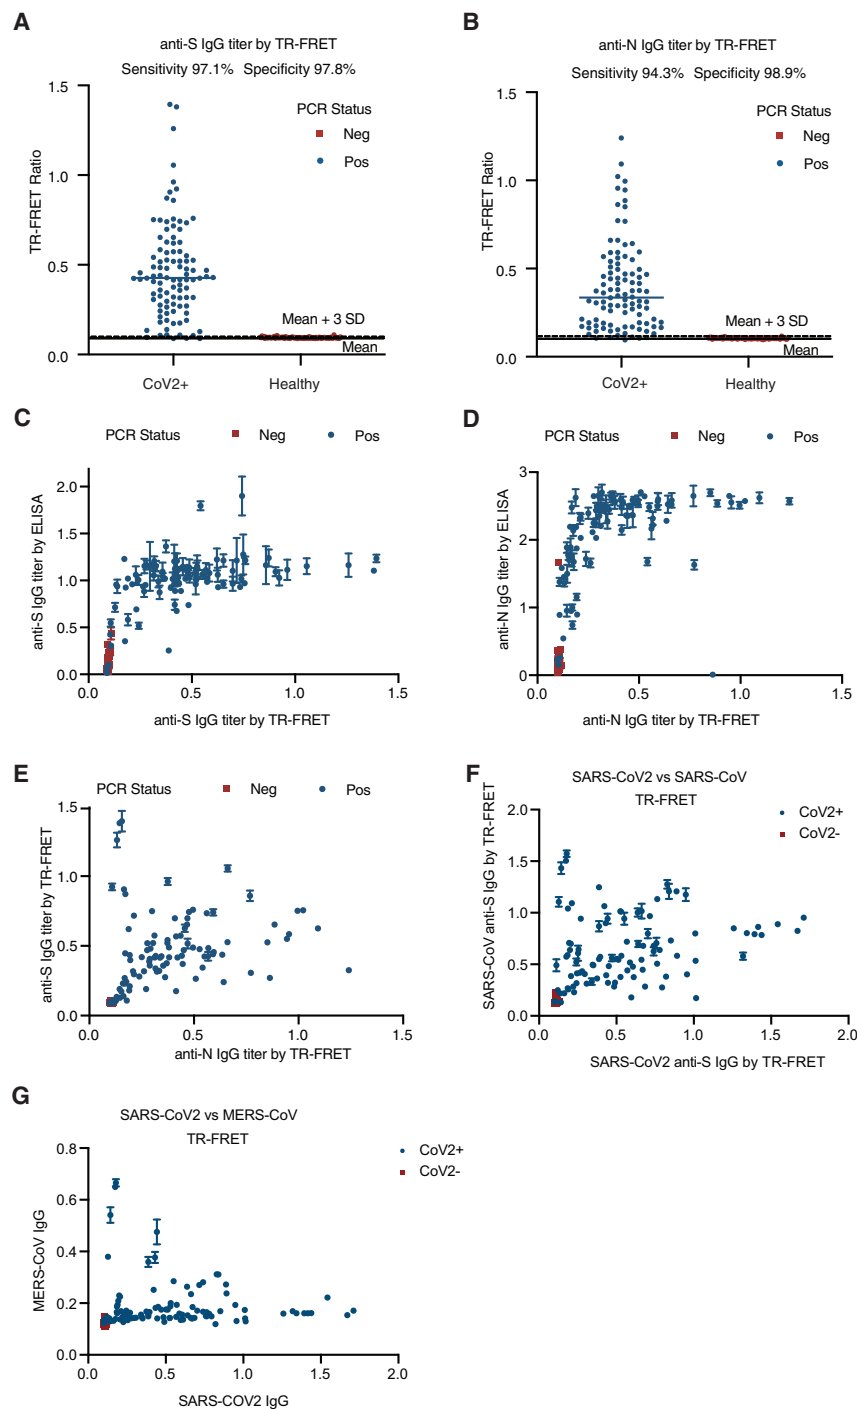 A
anti-S IgG titer by TR-FRET
Sensitivity 97.1% Specificity 97.8%
TR-FRET Ratio
1.5
1.0
0.5
0.0
PCR Status
Neg
Pos
Mean + 3 SD
Mean
CoV2+
Healthy
B
anti-N IgG titer by TR-FRET
Sensitivity 94.3% Specificity 98.9%
TR-FRET Ratio
1.5
1.0
0.5
0.0
PCR Status
Neg
Pos
Mean + 3 SD
Mean
CoV2+
Healthy
C
PCR Status Neg Pos
anti-S IgG titer by ELISA
2.0
1.5
1.0
0.5
0.0
0.0 0.5 1.0 1.5
anti-S IgG titer by TR-FRET
D
PCR Status Neg Pos
anti-N IgG titer by ELISA
3
2
1
0
0.0 0.5 1.0 1.5
anti-N IgG titer by TR-FRET
E
PCR Status Neg Pos
anti-S IgG titer by TR-FRET
1.5
1.0
0.5
0.0
0.0 0.5 1.0 1.5
anti-N IgG titer by TR-FRET
F
SARS-CoV2 vs SARS-CoV
TR-FRET
CoV2+
CoV2-
SARS-CoV anti-S IgG by TR-FRET
2.0
1.5
1.0
0.5
0.0
0.0 0.5 1.0 1.5 2.0
SARS-CoV2 anti-S IgG by TR-FRET
G
SARS-CoV2 vs MERS-CoV
TR-FRET
CoV2+
CoV2-
MERS-CoV IgG
0.8
0.6
0.4
0.2
0.0
0.0 0.5 1.0 1.5 2.0
SARS-COV2 IgG